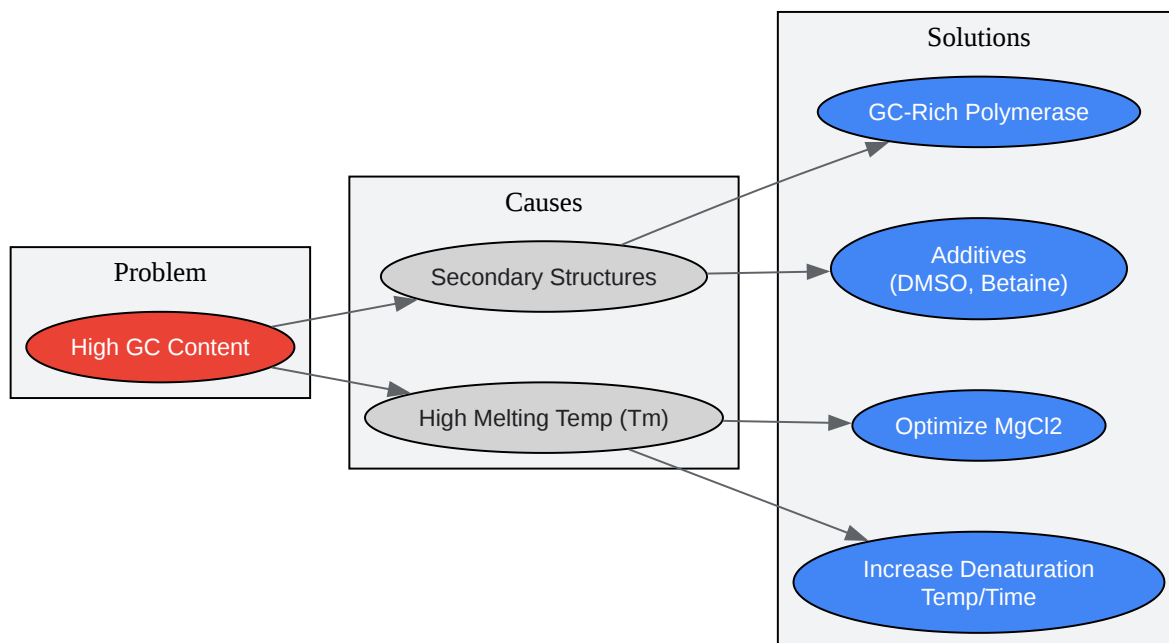 Problem
High GC Content
Causes
Secondary Structures
High Melting Temp (Tm)
Solutions
GC-Rich Polymerase
Additives
(DMSO, Betaine)
Optimize MgCl2
Increase Denaturation
Temp/Time